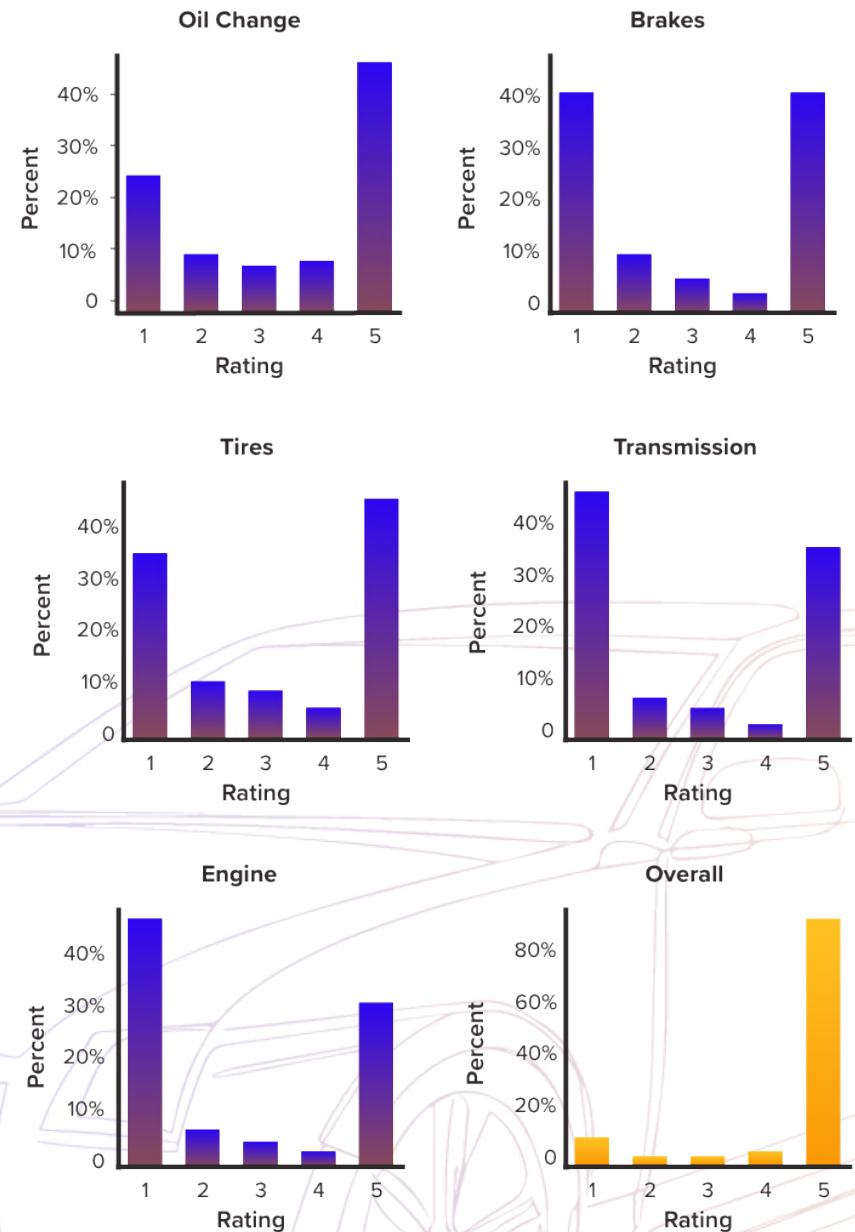 Oil Change
Percent
40%
30%
20%
10%
0
1 2 3 4 5
Rating
Brakes
Percent
40%
30%
20%
10%
0
1 2 3 4 5
Rating
Tires
Percent
40%
30%
20%
10%
0
1 2 3 4 5
Rating
Transmission
Percent
40%
30%
20%
10%
0
1 2 3 4 5
Rating
Engine
Percent
40%
30%
20%
10%
0
1 2 3 4 5
Rating
Overall
Percent
80%
60%
40%
20%
0
1 2 3 4 5
Rating